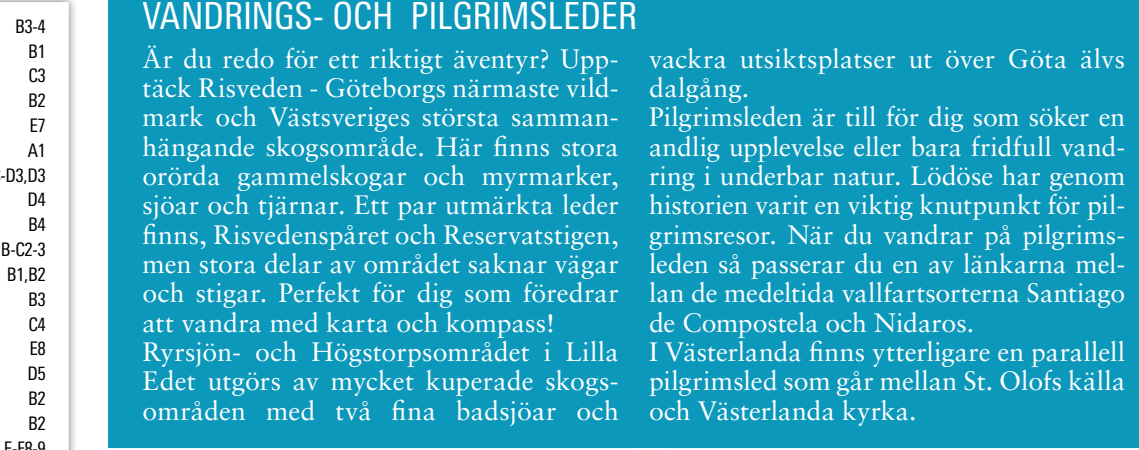 B3-4
B1
C3
B2
E7
A1
-D3,D3
D4
B4
B-C2-3
B1,B2
B3
C4
E8
D5
B2
B2
E-F8-9
VANDRINGS- OCH PILGRIMSLEDER
Är du redo för ett riktigt äventyr? Upp-
täck Risveden - Göteborgs närmaste vild-
mark och Västsveriges största samman-
hängande skogsområde. Här finns stora
orörda gammelskogar och myrmarker,
sjöar och tjärnar. Ett par utmärkta leder
finns, Risvedenspåret och Reservatstigen,
men stora delar av området saknar vägar
och stigar. Perfekt för dig som föredrar
att vandra med karta och kompass!
Ryrsjön- och Högstorpsområdet i Lilla
Edet utgörs av mycket kuperade skogs-
områden med två fina badsjöar och
vackra utsiktsplatser ut över Göta älvs
dalgång.
Pilgrimsleden är till för dig som söker en
andlig upplevelse eller bara fridfull vand-
ring i underbar natur. Lödöse har genom
historien varit en viktig knutpunkt för pil-
grimsresor. När du vandrar på pilgrims-
leden så passerar du en av länkarna mel-
lan de medeltida vallfartsorterna Santiago
de Compostela och Nidaros.
I Västerlanda finns ytterligare en parallell
pilgrimsled som går mellan St. Olofs källa
och Västerlanda kyrka.